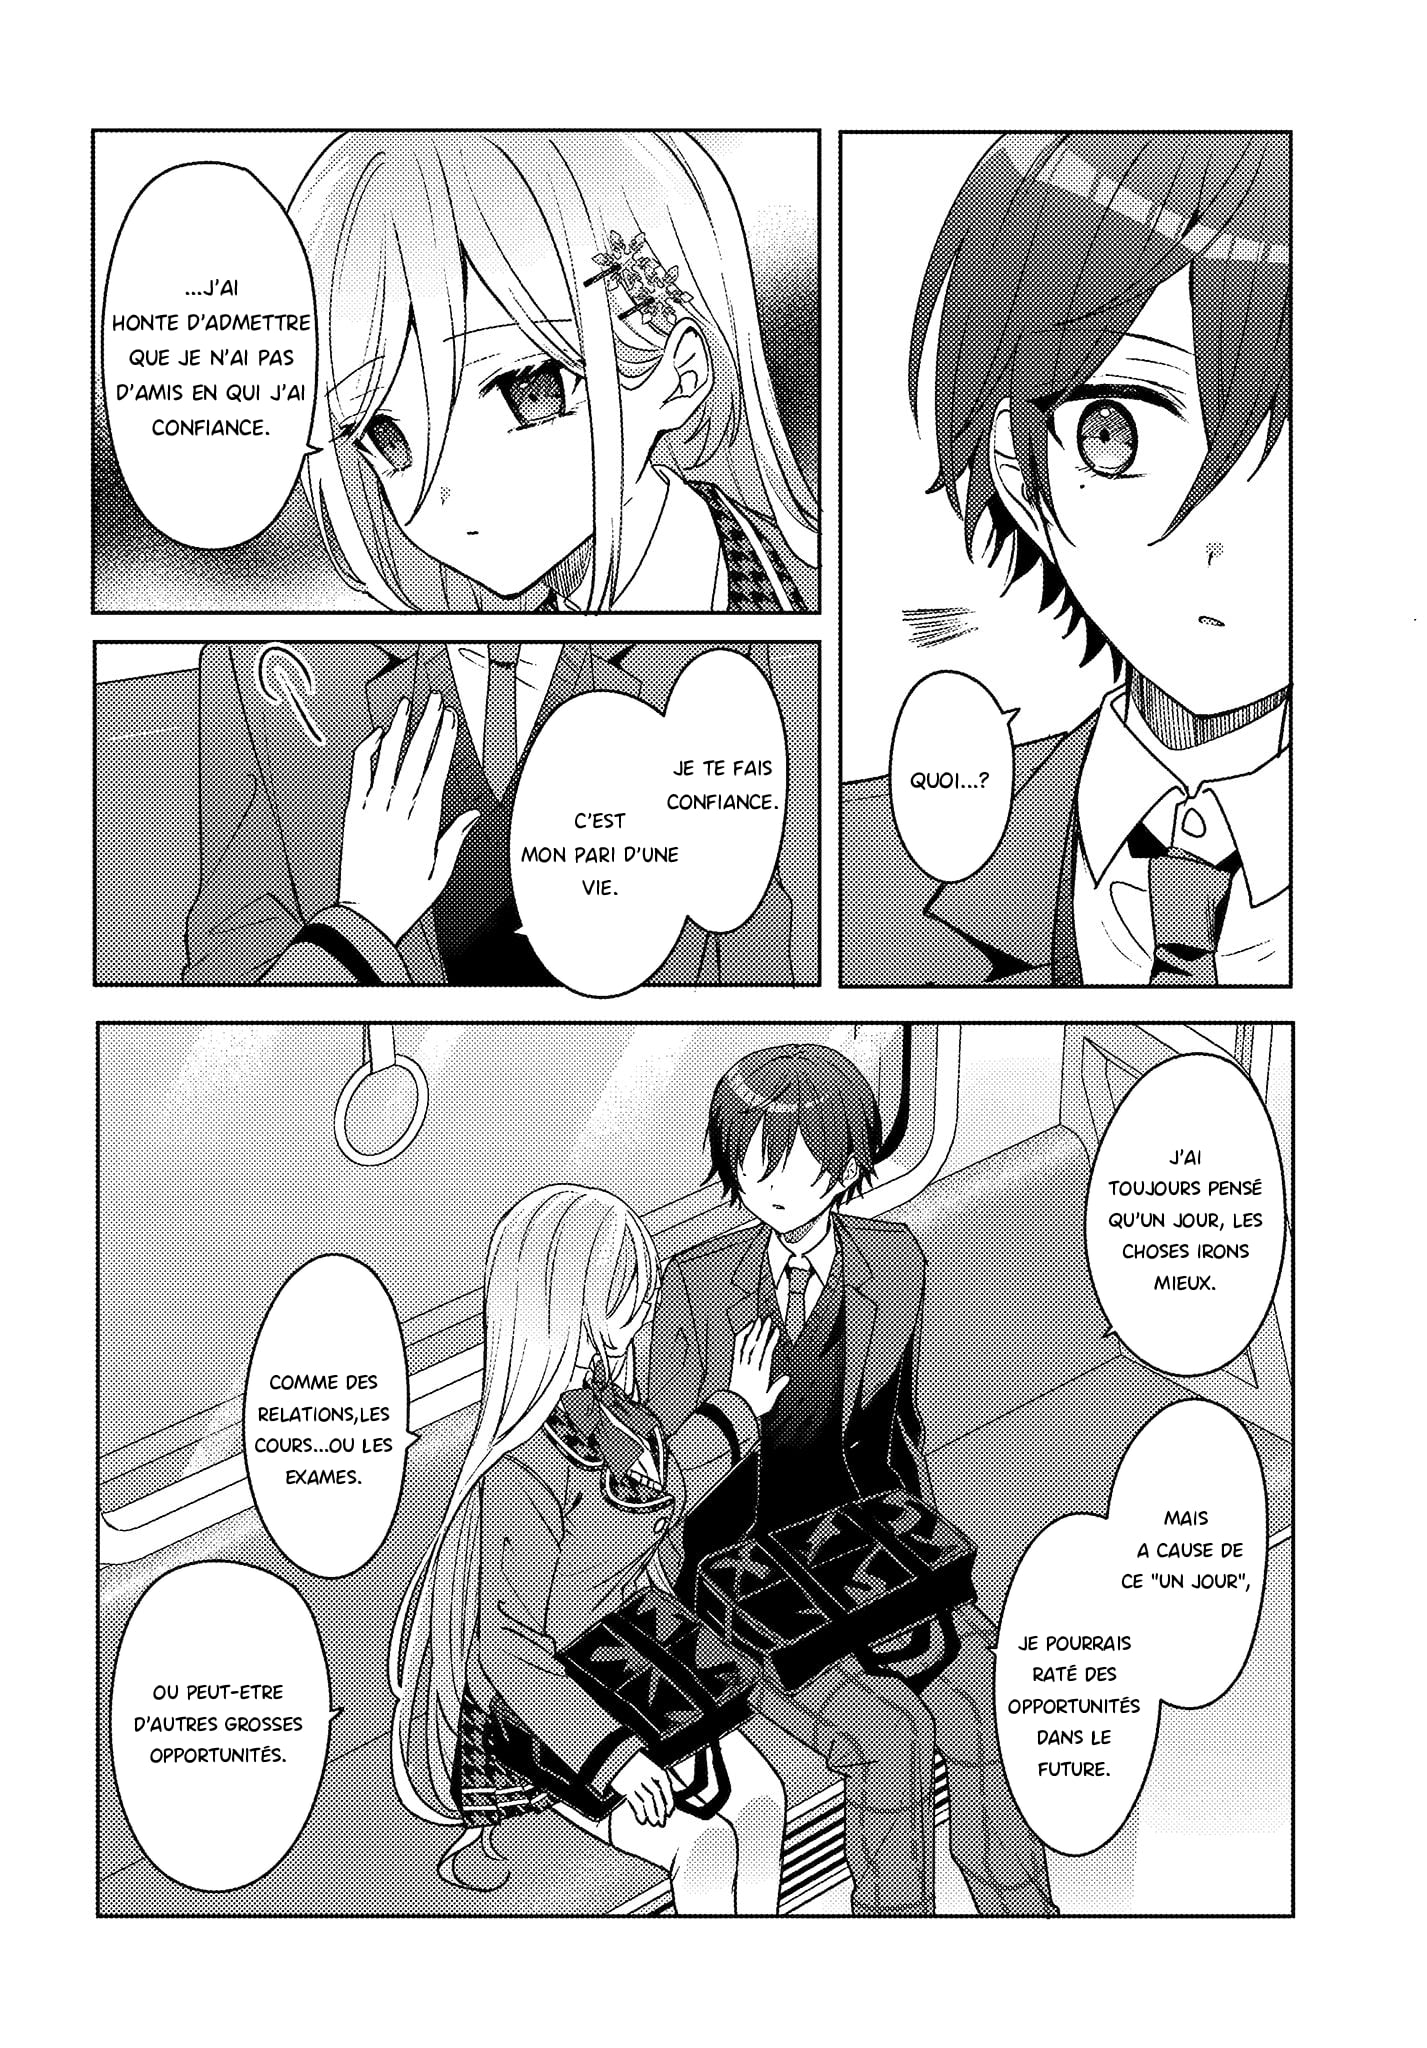 QUOI...?
...J'AI
HONTE D'ADMETTRE
QUE JE N'AI PAS
D'AMIS EN QUI J'AI
CONFIANCE.
JE TE FAIS
CONFIANCE.
C'EST
MON PARI D'UNE
VIE.
J'AI
TOUJOURS PENSÉ
QU'UN JOUR, LES
CHOSES IRONS
MIEUX.
MAIS
A CAUSE DE
CE "UN JOUR",
JE POURRAIS
RATÉ DES
OPPORTUNITÉS
DANS LE
FUTURE.
COMME DES
RELATIONS,LES
COURS...OU LES
EXAMES.
OU PEUT-ETRE
D'AUTRES GROSSES
OPPORTUNITÉS.